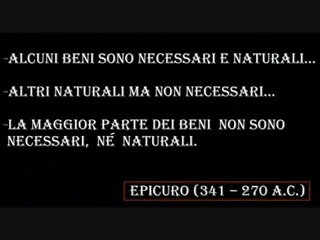 -ALCUNI BENI SONO NECESSARI E NATURALI...
-ALTRI NATURALI MA NON NECESSARI...
-LA MAGGIOR PARTE DEI BENI NON SONO
NECESSARI, NÉ NATURALI.
EPICURO (341 – 270 A.C.)